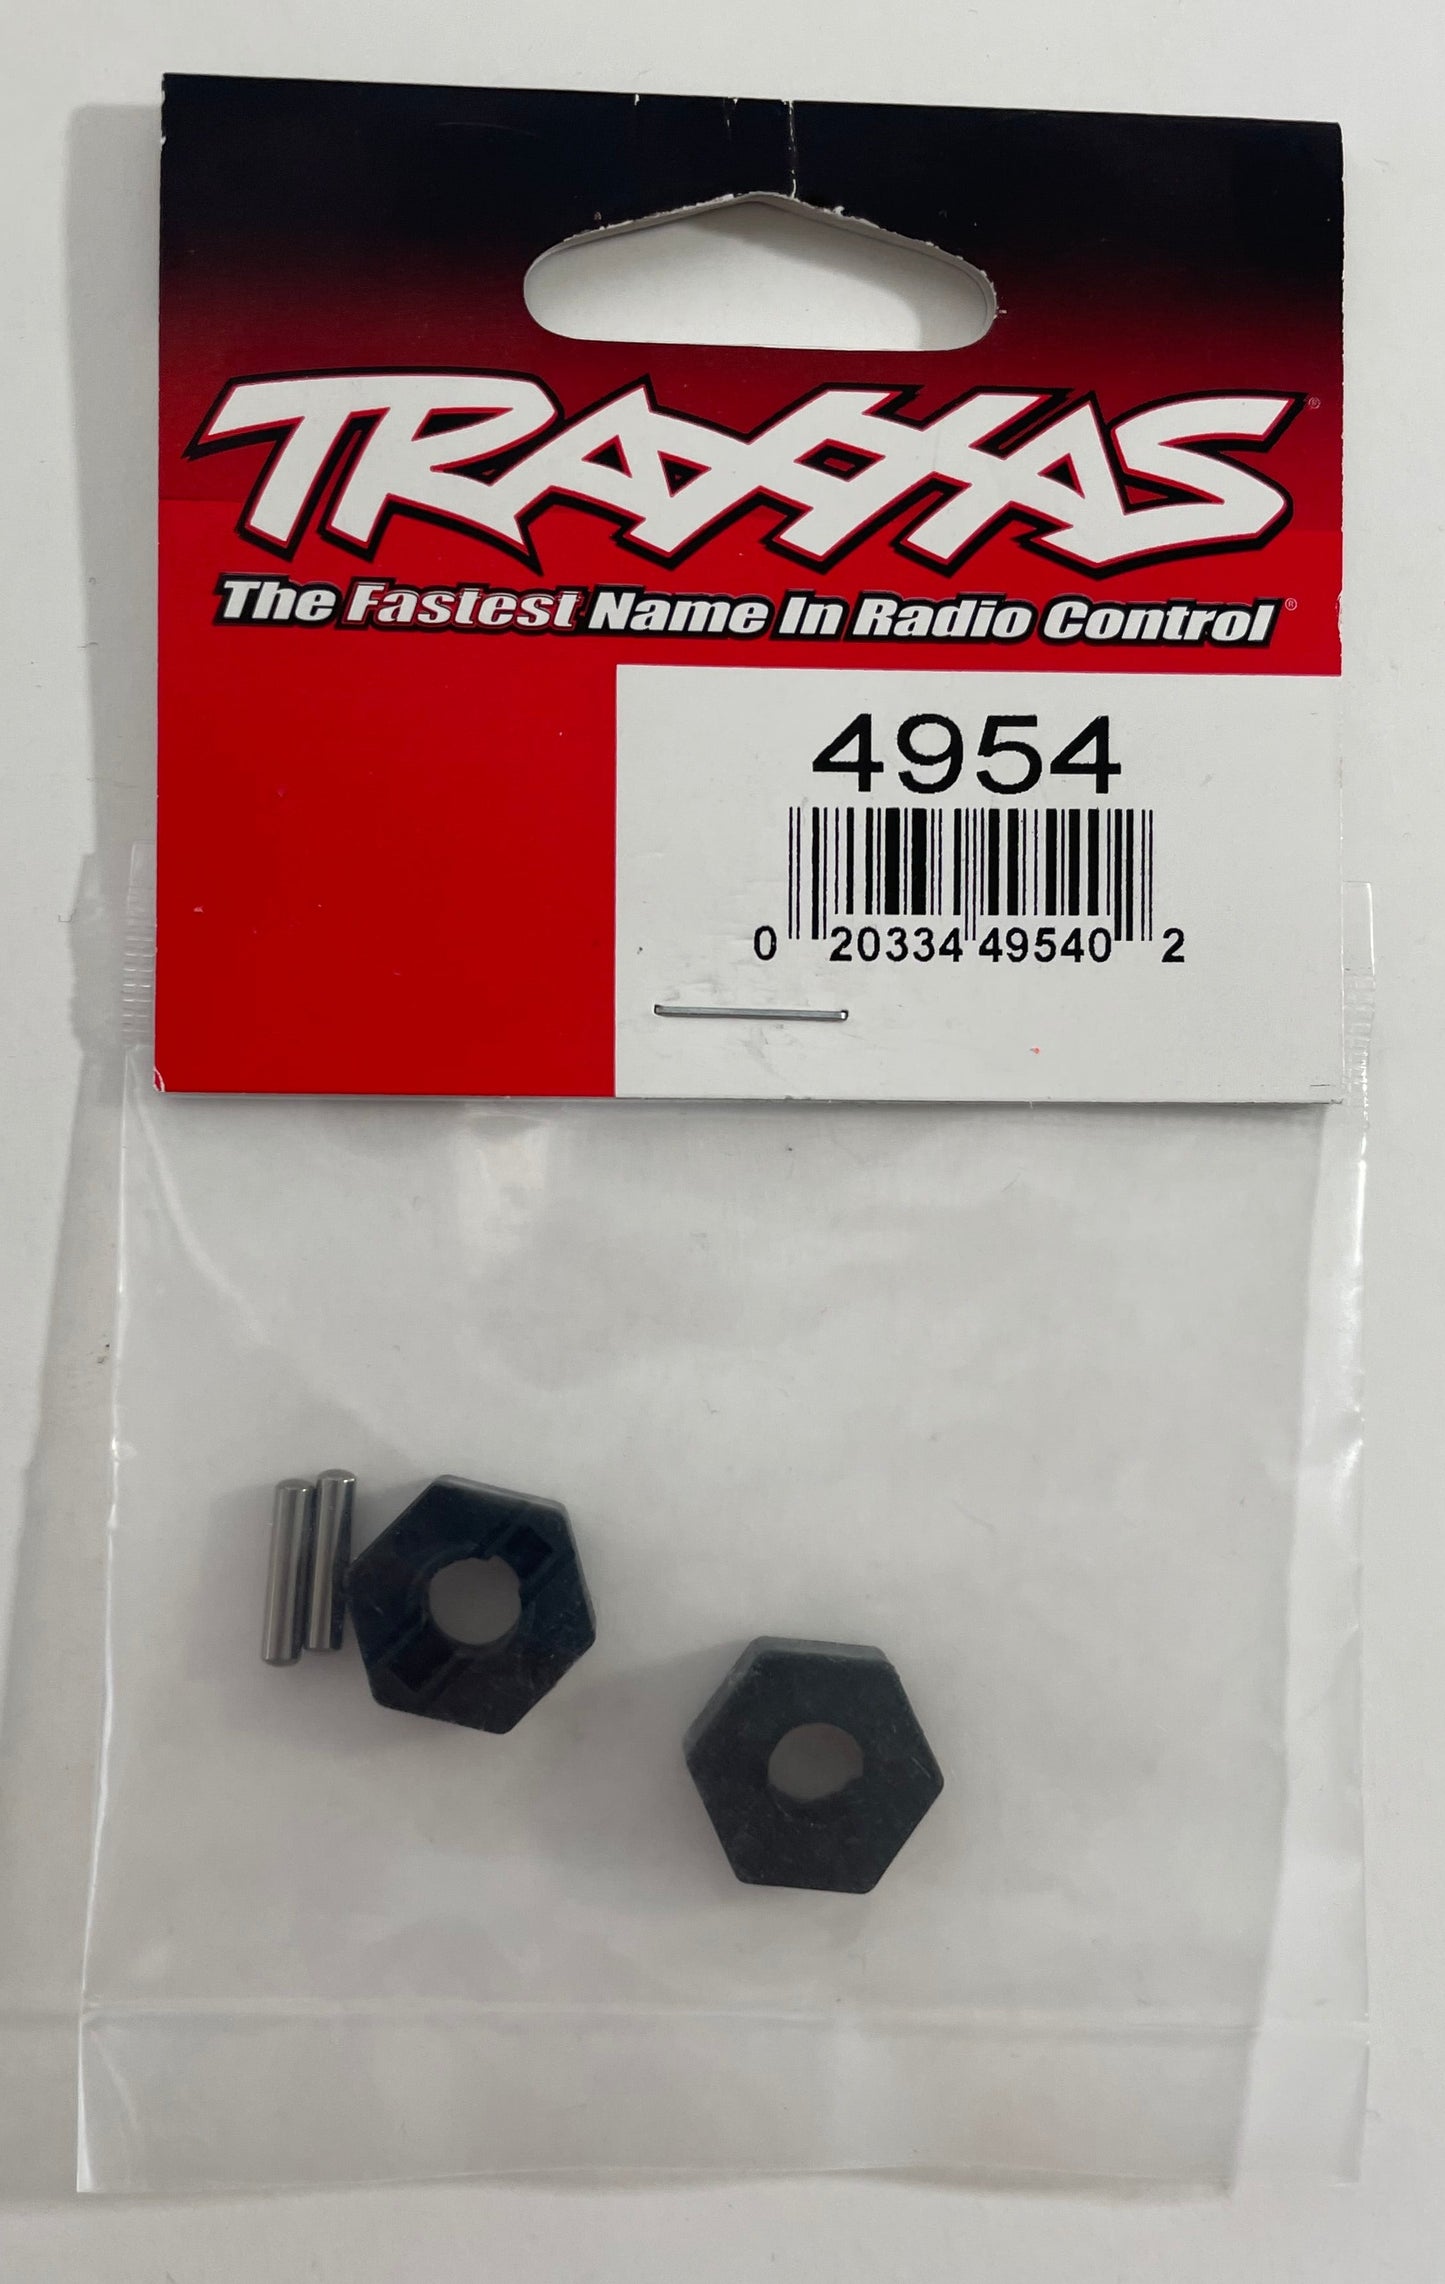 TRAXXAS®
The Fastest Name In Radio Control®
4954
0 20334 49540 2